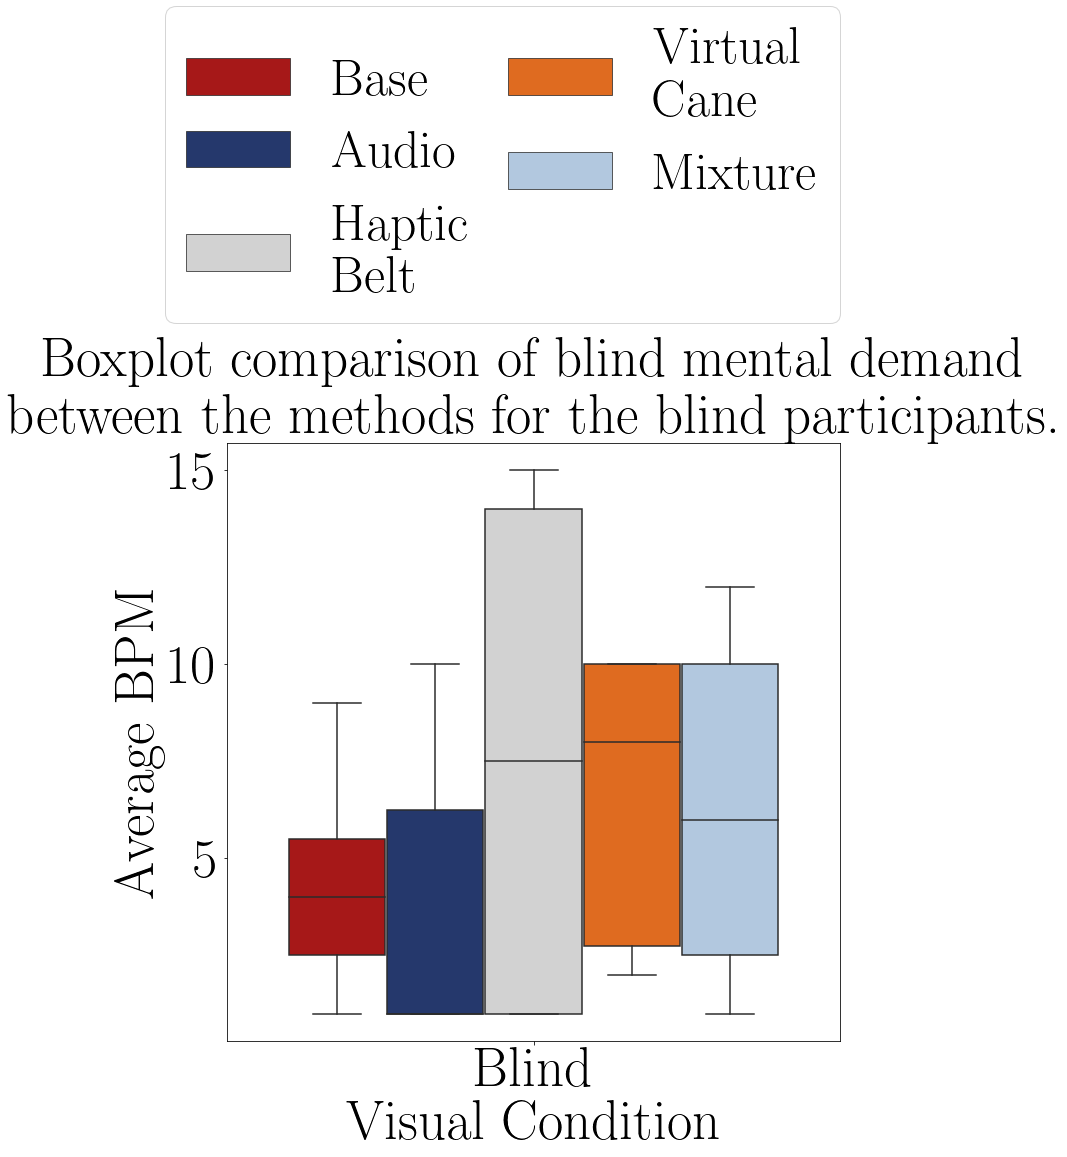 Base
Audio
Haptic
Belt
Virtual
Cane
Mixture
Boxplot comparison of blind mental demand
between the methods for the blind participants.
15
10
5
Average BPM
Blind
Visual Condition